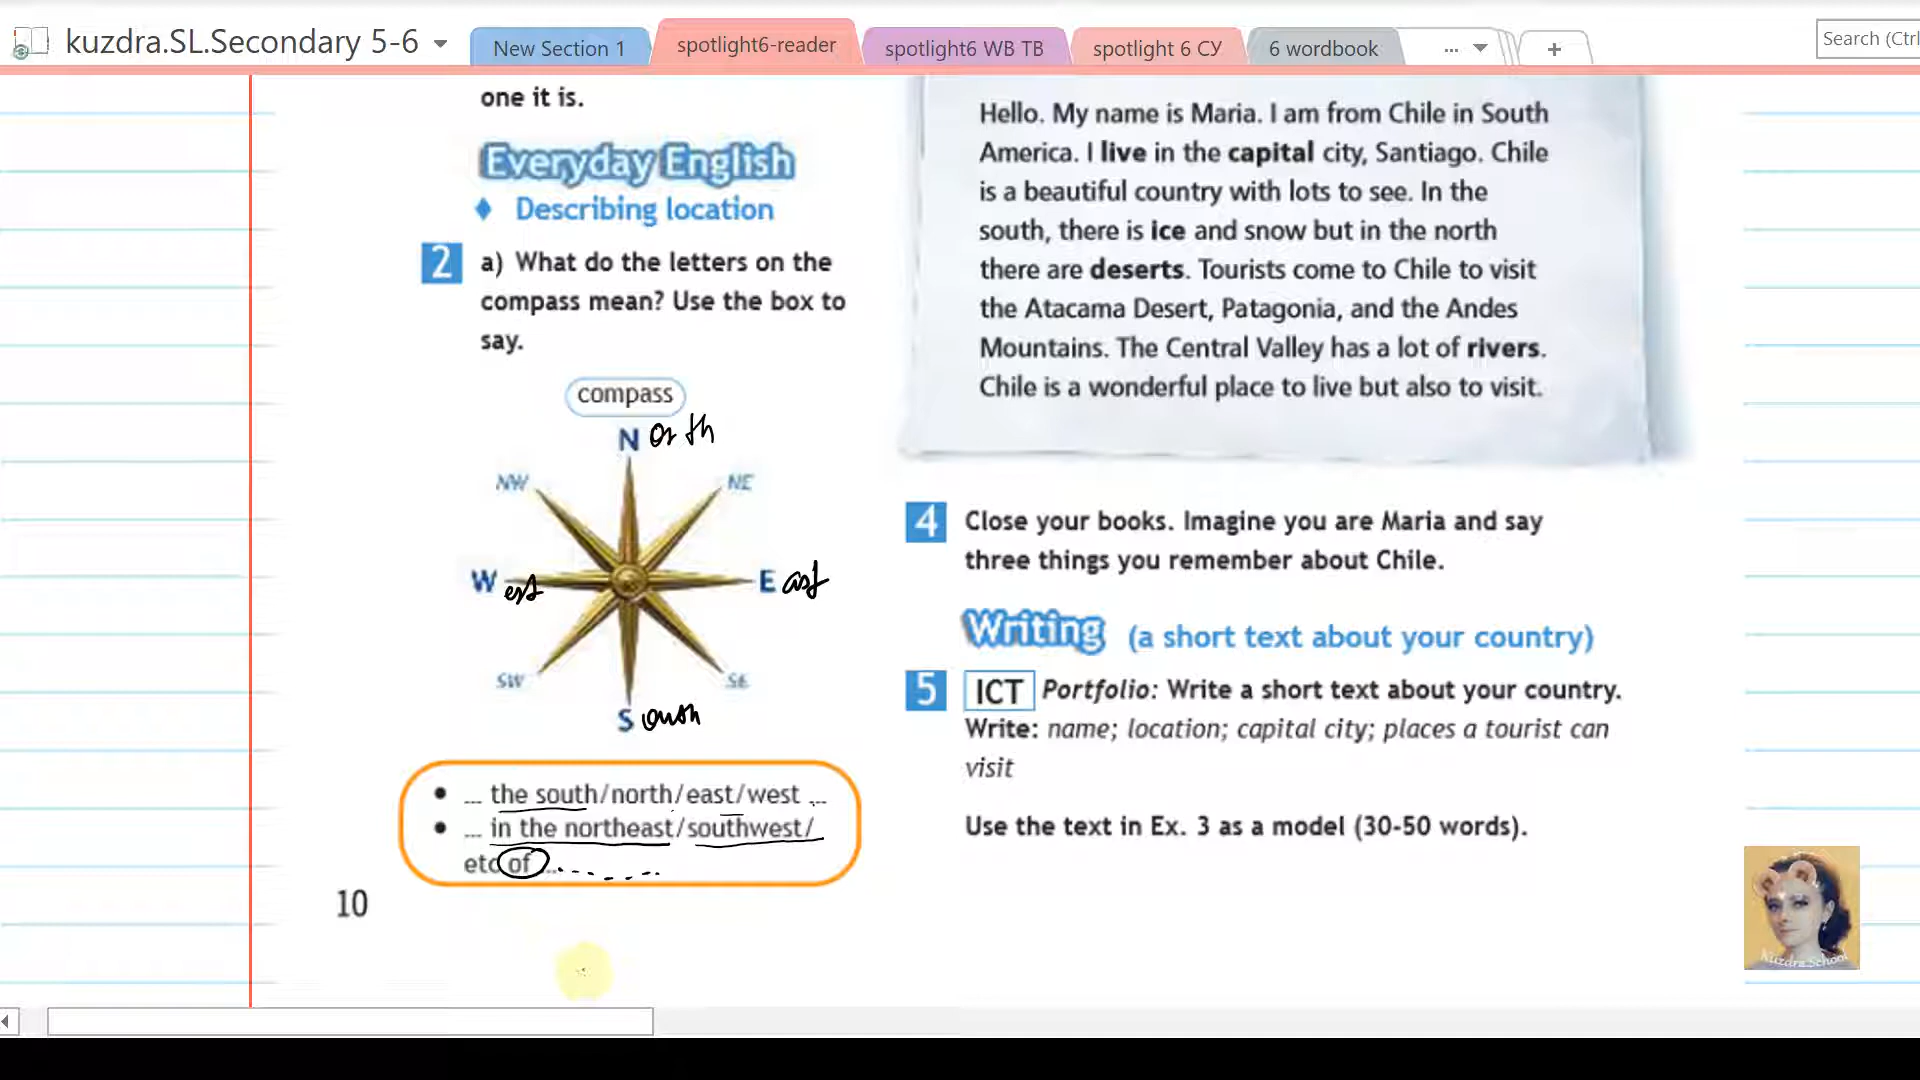 kuzdra.SL.Secondary 5-6
New Section 1
spotlight6-reader
spotlight6 WB TB
spotlight 6 СУ
6 wordbook
...
+
Search (Ctrl
one it is.
Everyday English
Describing location
2 a) What do the letters on the
compass mean? Use the box to
say.
compass
N orth
NW NE
W est E ast
SW SE
S outh
• ... the south/north/east/west ...
• ... in the northeast/southwest/
etc of ...
10
Hello. My name is Maria. I am from Chile in South
America. I live in the capital city, Santiago. Chile
is a beautiful country with lots to see. In the
south, there is ice and snow but in the north
there are deserts. Tourists come to Chile to visit
the Atacama Desert, Patagonia, and the Andes
Mountains. The Central Valley has a lot of rivers.
Chile is a wonderful place to live but also to visit.
4 Close your books. Imagine you are Maria and say
three things you remember about Chile.
Writing (a short text about your country)
5 ICT Portfolio: Write a short text about your country.
Write: name; location; capital city; places a tourist can
visit
Use the text in Ex. 3 as a model (30-50 words).
Kuzdra.School